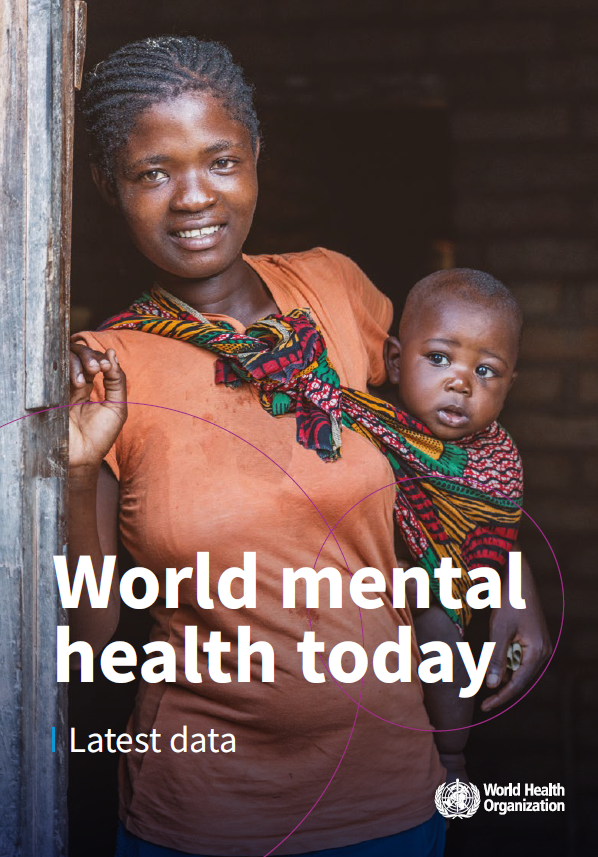 World mental
health today
Latest data
World Health
Organization